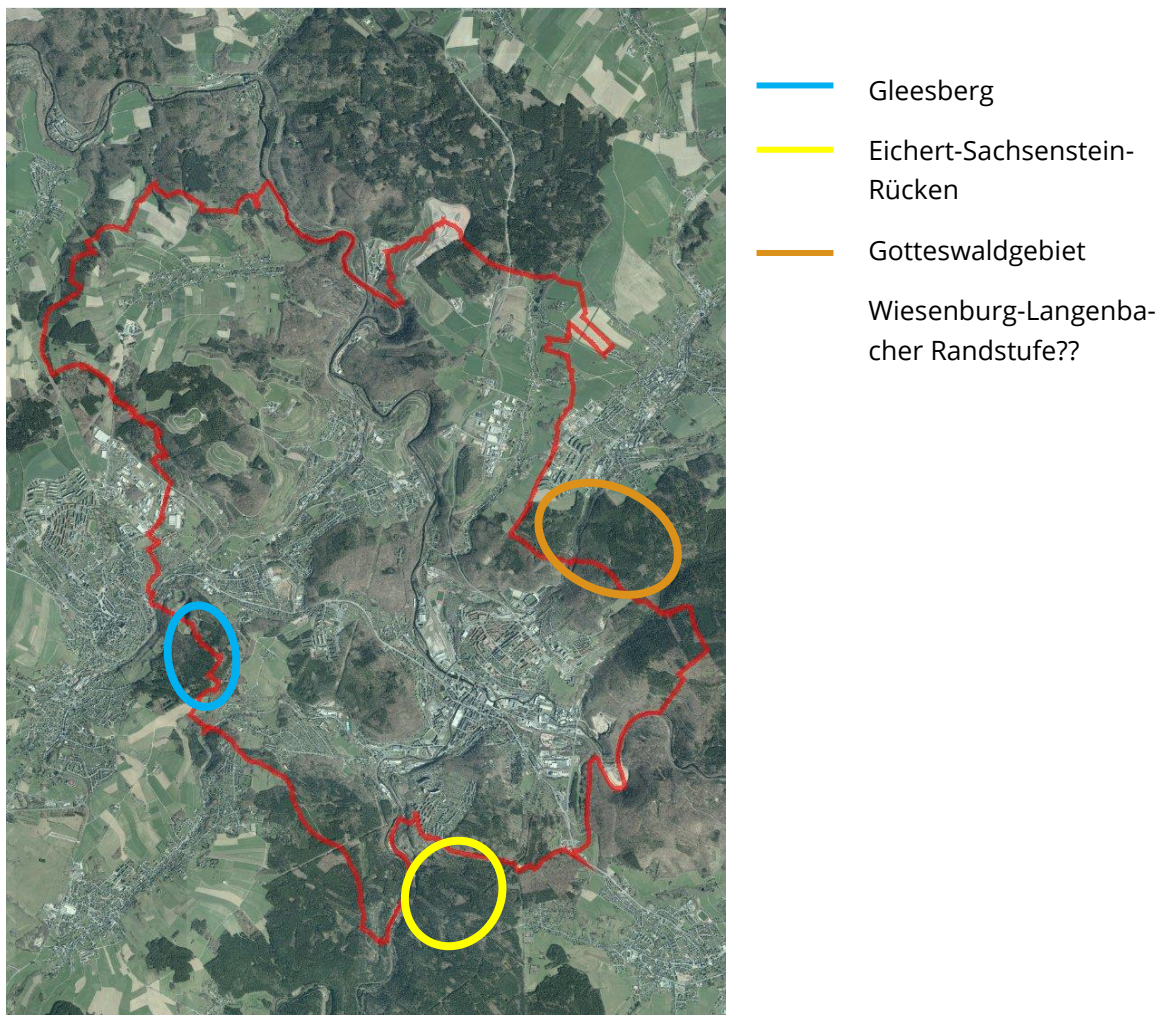 Gleesberg
Eichert-Sachsenstein-
Rücken
Gotteswaldgebiet
Wiesenburg-Langenba-
cher Randstufe??